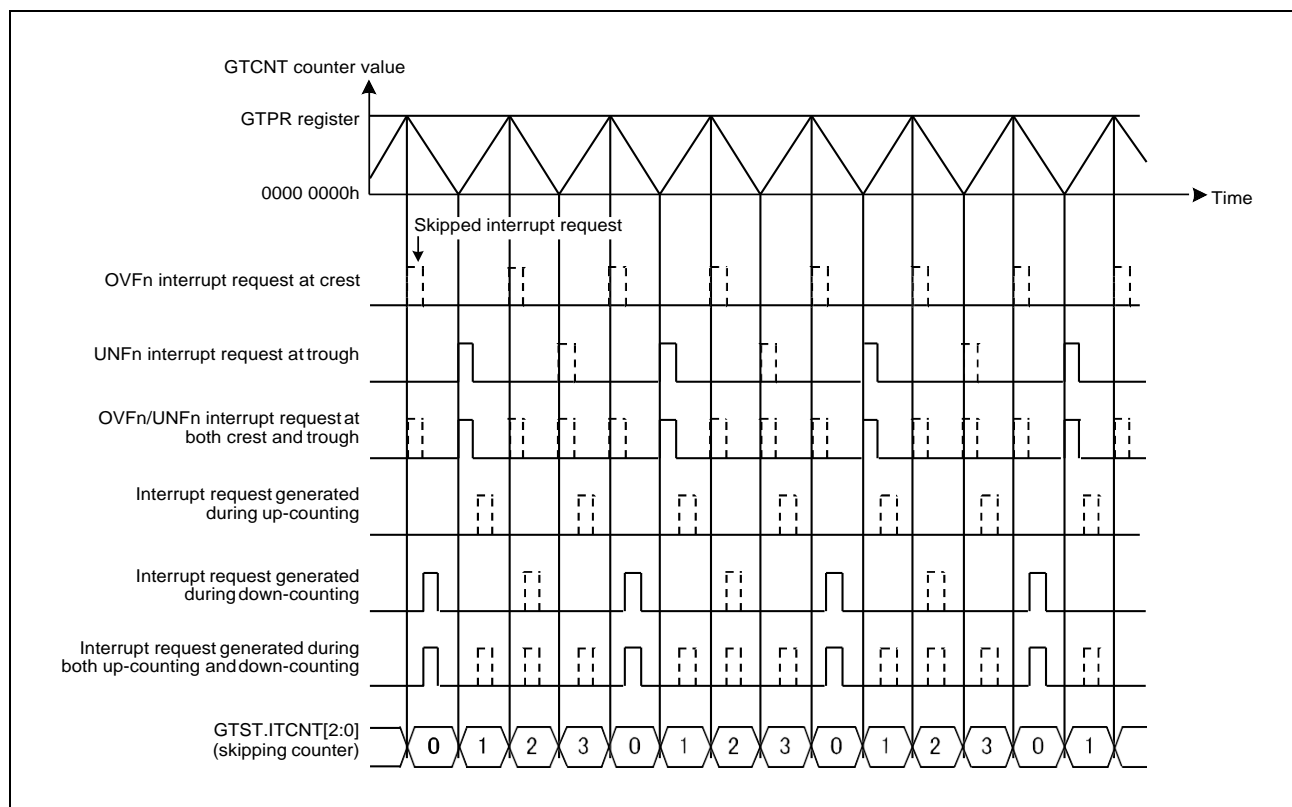 GTCNT counter value
GTPR register
0000 0000h
Time
Skipped interrupt request
OVFn interrupt request at crest
UNFn interrupt request at trough
OVFn/UNFn interrupt request at
both crest and trough
Interrupt request generated
during up-counting
Interrupt request generated
during down-counting
Interrupt request generated during
both up-counting and down-counting
GTST.ITCNT[2:0]
(skipping counter)
0 1 2 3 0 1 2 3 0 1 2 3 0 1